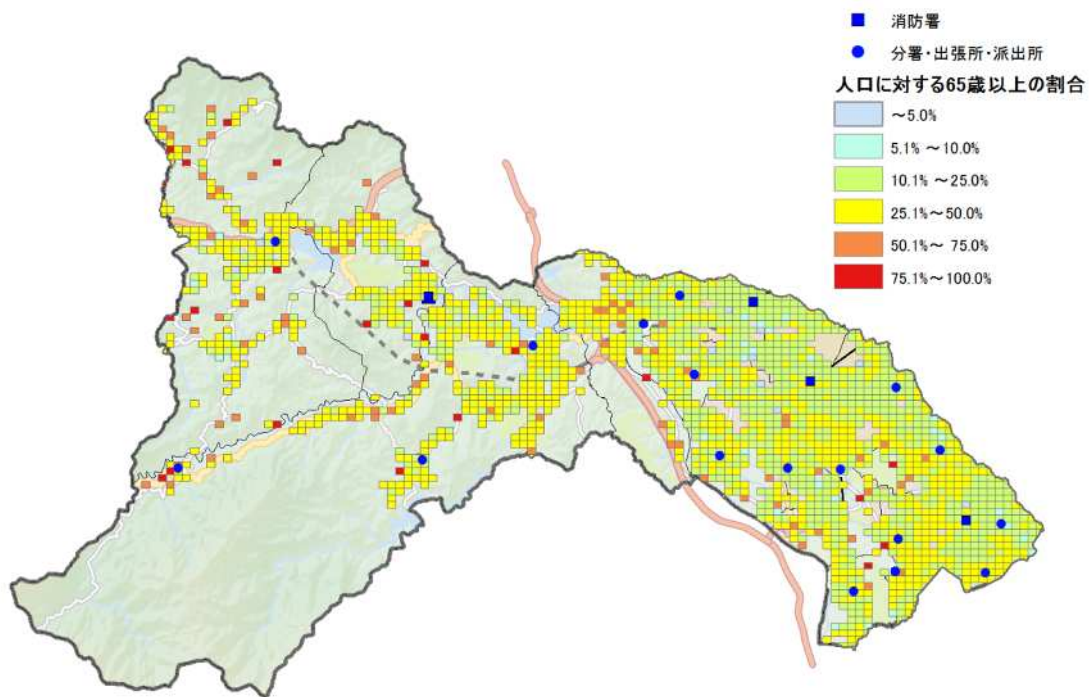 消防署
分署・出張所・派出所
人口に対する65歳以上の割合
～5.0%
5.1% ～10.0%
10.1% ～25.0%
25.1%～50.0%
50.1%～ 75.0%
75.1%～100.0%